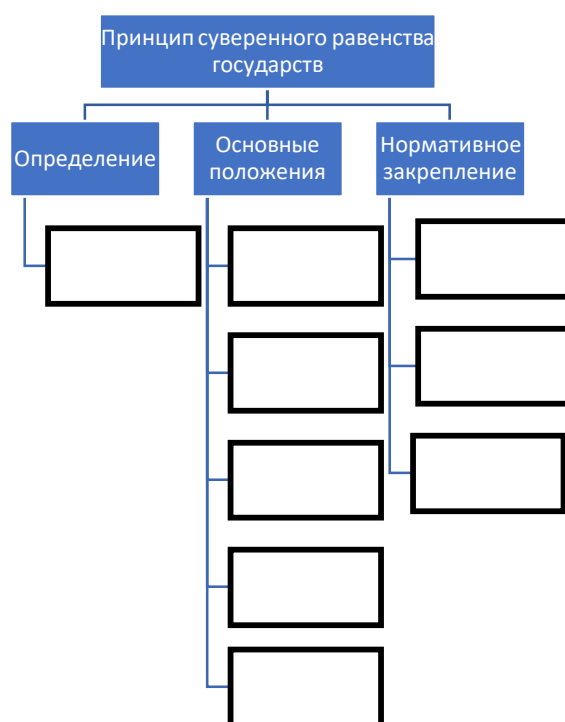 Принцип суверенного равенства
государств
Определение
Основные
положения
Нормативное
закрепление